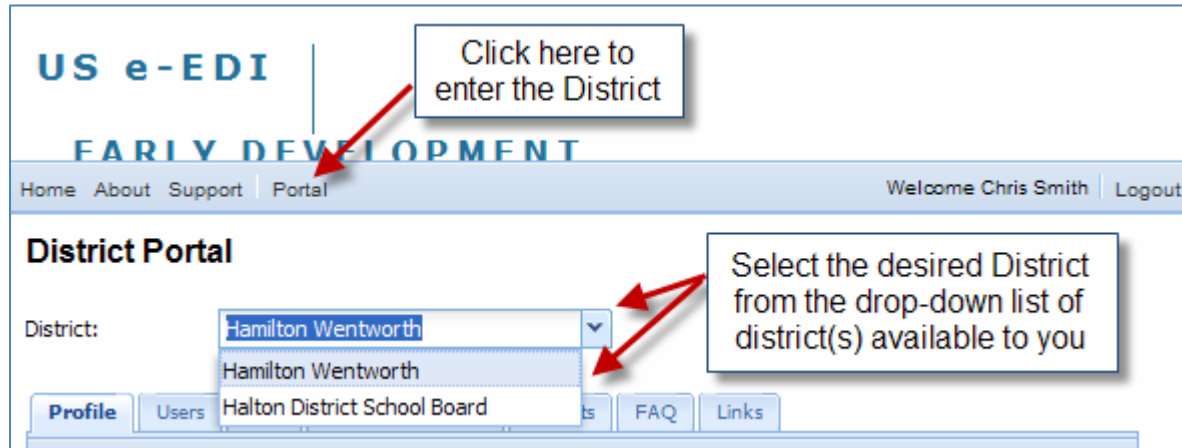 US e-EDI
Click here to
enter the District
EARLY DEVELOPMENT
Home About Support Portal
Welcome Chris Smith Logout
District Portal
Select the desired District
from the drop-down list of
district(s) available to you
District: Hamilton Wentworth
Hamilton Wentworth
Halton District School Board
Profile Users FAQ Links